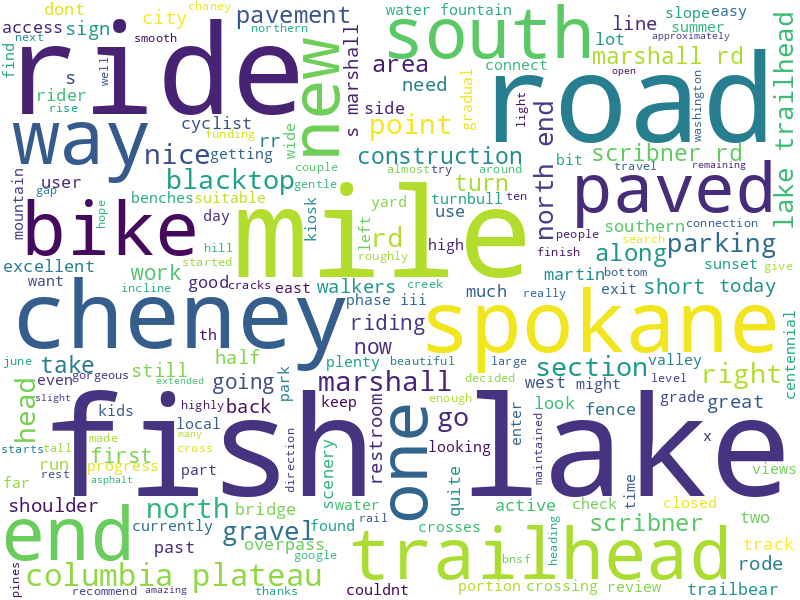 ride
south
road
mile
fish lake
cheney
spokane
trailhead
way
new
bike
paved
end
one
columbia plateau
lake trailhead
marshall rd
scribner rd
north end
s marshall
construction
blacktop
pavement
nice
area
point
turn
rd
along
parking
section
marshall
right
short
today
north
gravel
scribner
head
go
riding
now
take
work
still
going
half
back
first
run
shoulder
restroom
great
good
walkers
excellent
city
access
sign
find
next
smooth
chaney
northern
well
s
rider
rise
cyclist
funding
getting
rr
wide
couple
gentle
user
gap
mountain
hope
benches
suitable
day
hill
started
incline
cracks
east
th
want
june
gorgeous
even
slight
extended
kids
highly
local
park
plenty
phase iii
beautiful
kiosk
left
yard
roughly
almost
try
around
turnbull
use
high
creek
water fountain
line
side
need
gradual
connect
light
slope
easy
summer
lot
approximately
open
washington
bit
travel
remaining
ten
people
finish
southern
connection
search
martin
bottom
sunset
give
exit
much
really
centennial
large
valley
decided
level
west
might
grade
look
fence
enter
enough
keep
looking
x
maintained
time
views
quite
active
check
closed
two
track
rode
crosses
bnsf
heading
portion
crossing
review
trailbear
couldnt
google
rail
found
water
scenery
direction
bridge
overpass
currently
past
part
many
cross
progress
made
asphalt
starts
tall
rest
far
pines
recommend
amazing
thanks
dont